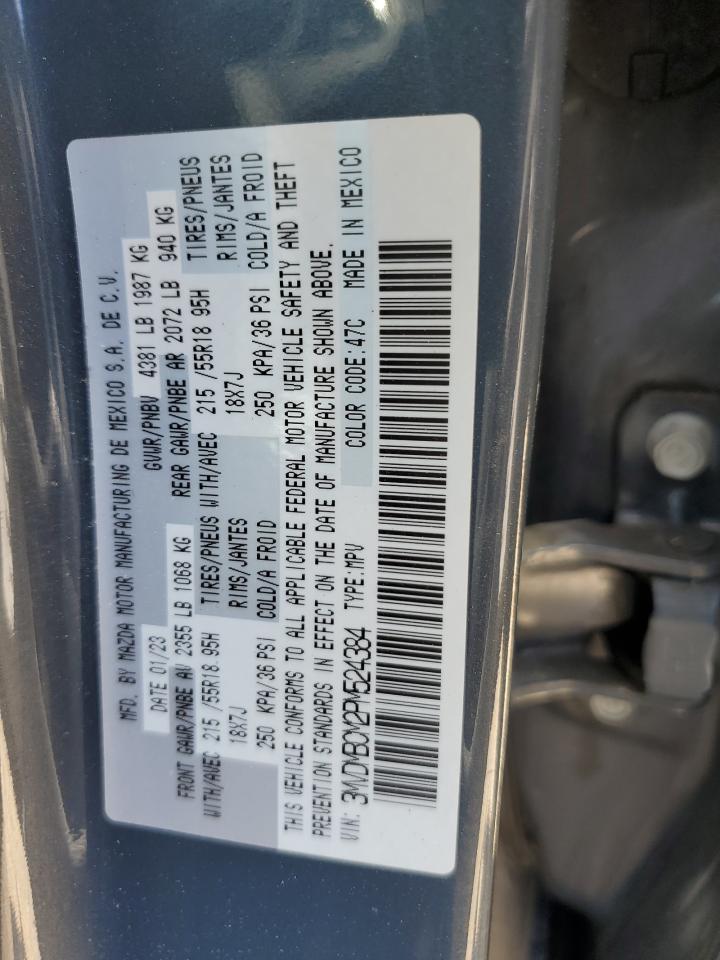 MFD. BY MAZDA MOTOR MANUFACTURING DE MEXICO S.A. DE C.V.
DATE 01/23 GVWR/PNBV 4381 LB 1987 KG
FRONT GAWR/PNBE AV 2355 LB 1068 KG REAR GAWR/PNBE AR 2072 LB 940 KG
WITH/AVEC 215 /55R18 95H TIRES/PNEUS WITH/AVEC 215 /55R18 95H TIRES/PNEUS
18X7J RIMS/JANTES 18X7J RIMS/JANTES
250 KPA/36 PSI COLD/A FROID 250 KPA/36 PSI COLD/A FROID
THIS VEHICLE CONFORMS TO ALL APPLICABLE FEDERAL MOTOR VEHICLE SAFETY AND THEFT
PREVENTION STANDARDS IN EFFECT ON THE DATE OF MANUFACTURE SHOWN ABOVE.
VIN: 3MVDMBCM2PM524384 TYPE:MPV COLOR CODE:47C MADE IN MEXICO